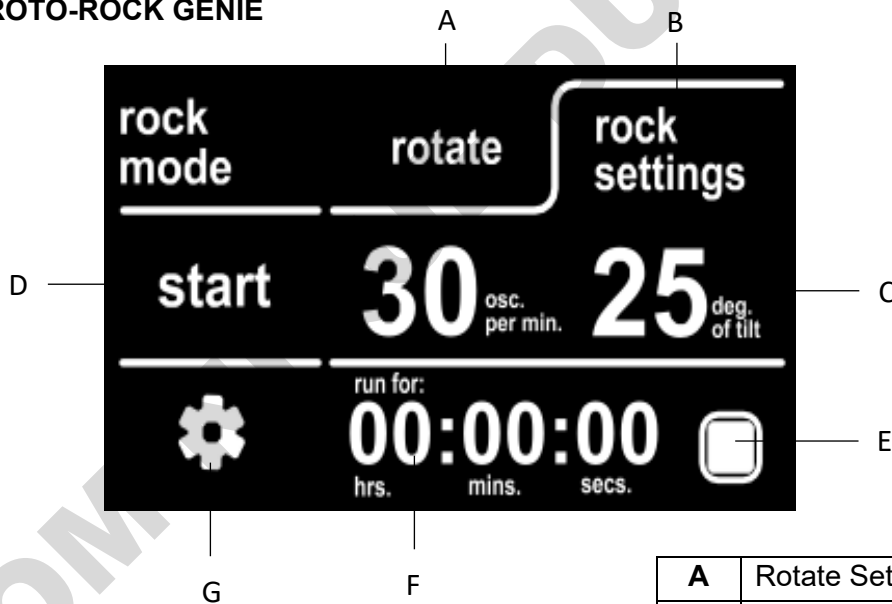 ROTO-ROCK GENIE
A
B
rock
mode
rotate
rock
settings
D
start
30 osc.
per min.
25 deg.
of tilt
C
run for:
00:00:00
hrs. mins. secs.
E
G
F
A Rotate Set